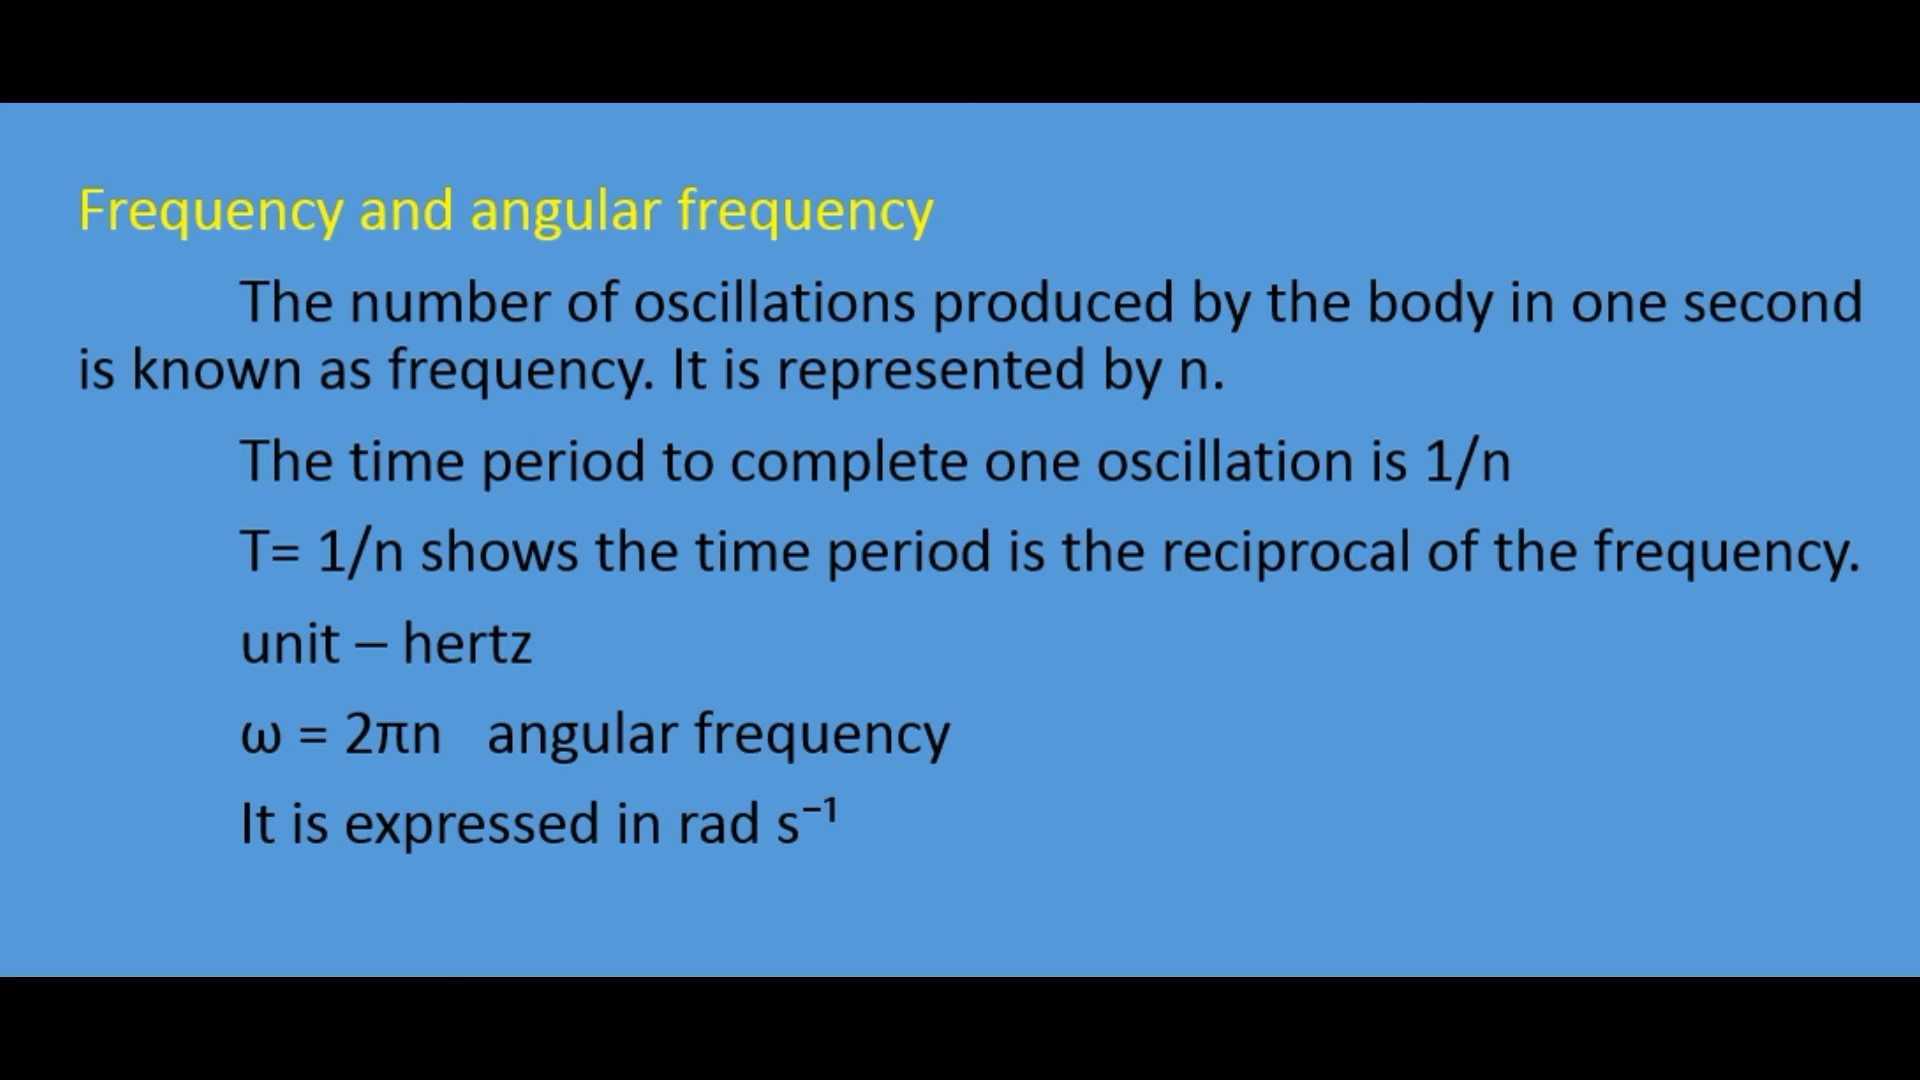 Frequency and angular frequency
The number of oscillations produced by the body in one second
is known as frequency. It is represented by n.
The time period to complete one oscillation is 1/n
T= 1/n shows the time period is the reciprocal of the frequency.
unit – hertz
ω = 2πn   angular frequency
It is expressed in rad s⁻¹